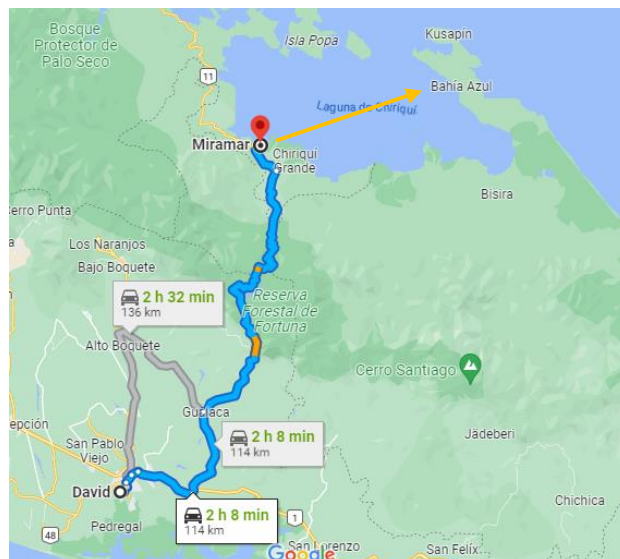 Bosque
Protector de
Palo Seco
Isla Popa
Kusapín
11
Bahía Azul
Laguna de Chiriquí
Miramar
Chiriquí
Grande
Bisira
Cerro Punta
Los Naranjos
Bajo Boquete
2 h 32 min
136 km
Reserva
Forestal de
Fortuna
Alto Boquete
Cerro Santiago
Gualaca
2 h 8 min
114 km
Jädeberi
epción
San Pablo
Viejo
David
2 h 8 min
114 km
Chichica
Pedregal
48
1
San Lorenzo
San Félix
Google